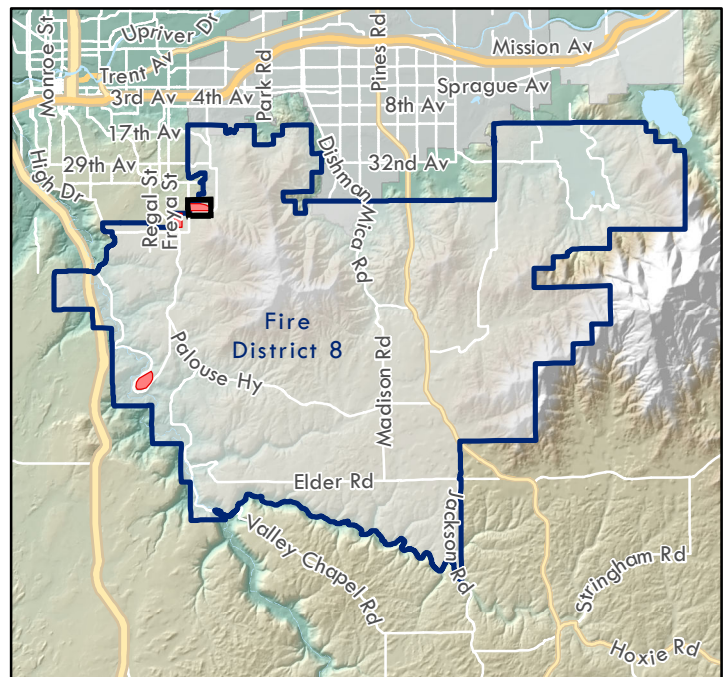 Monroe St
Upriver Dr
Trent Av
Park Rd
Pines Rd
Mission Av
3rd Av
4th Av
Sprague Av
8th Av
17th Av
29th Av
32nd Av
High Dr
Regal St
Freya St
Dishman Mica Rd
Fire
District 8
Palouse Hy
Madison Rd
Elder Rd
Jackson Rd
Valley Chapel Rd
Stringham Rd
Hoxie Rd